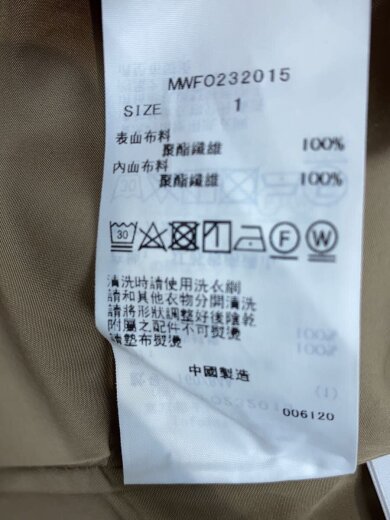 MWF0232015
SIZE 1
表面布料
聚酯纖維 100%
內面布料
聚酯纖維 100%
30 F W
清洗時請使用洗衣網
請和其他衣物分開清洗
請將形狀調整好後陰乾
附屬之配件不可熨燙
請墊布熨燙
中國製造
006120